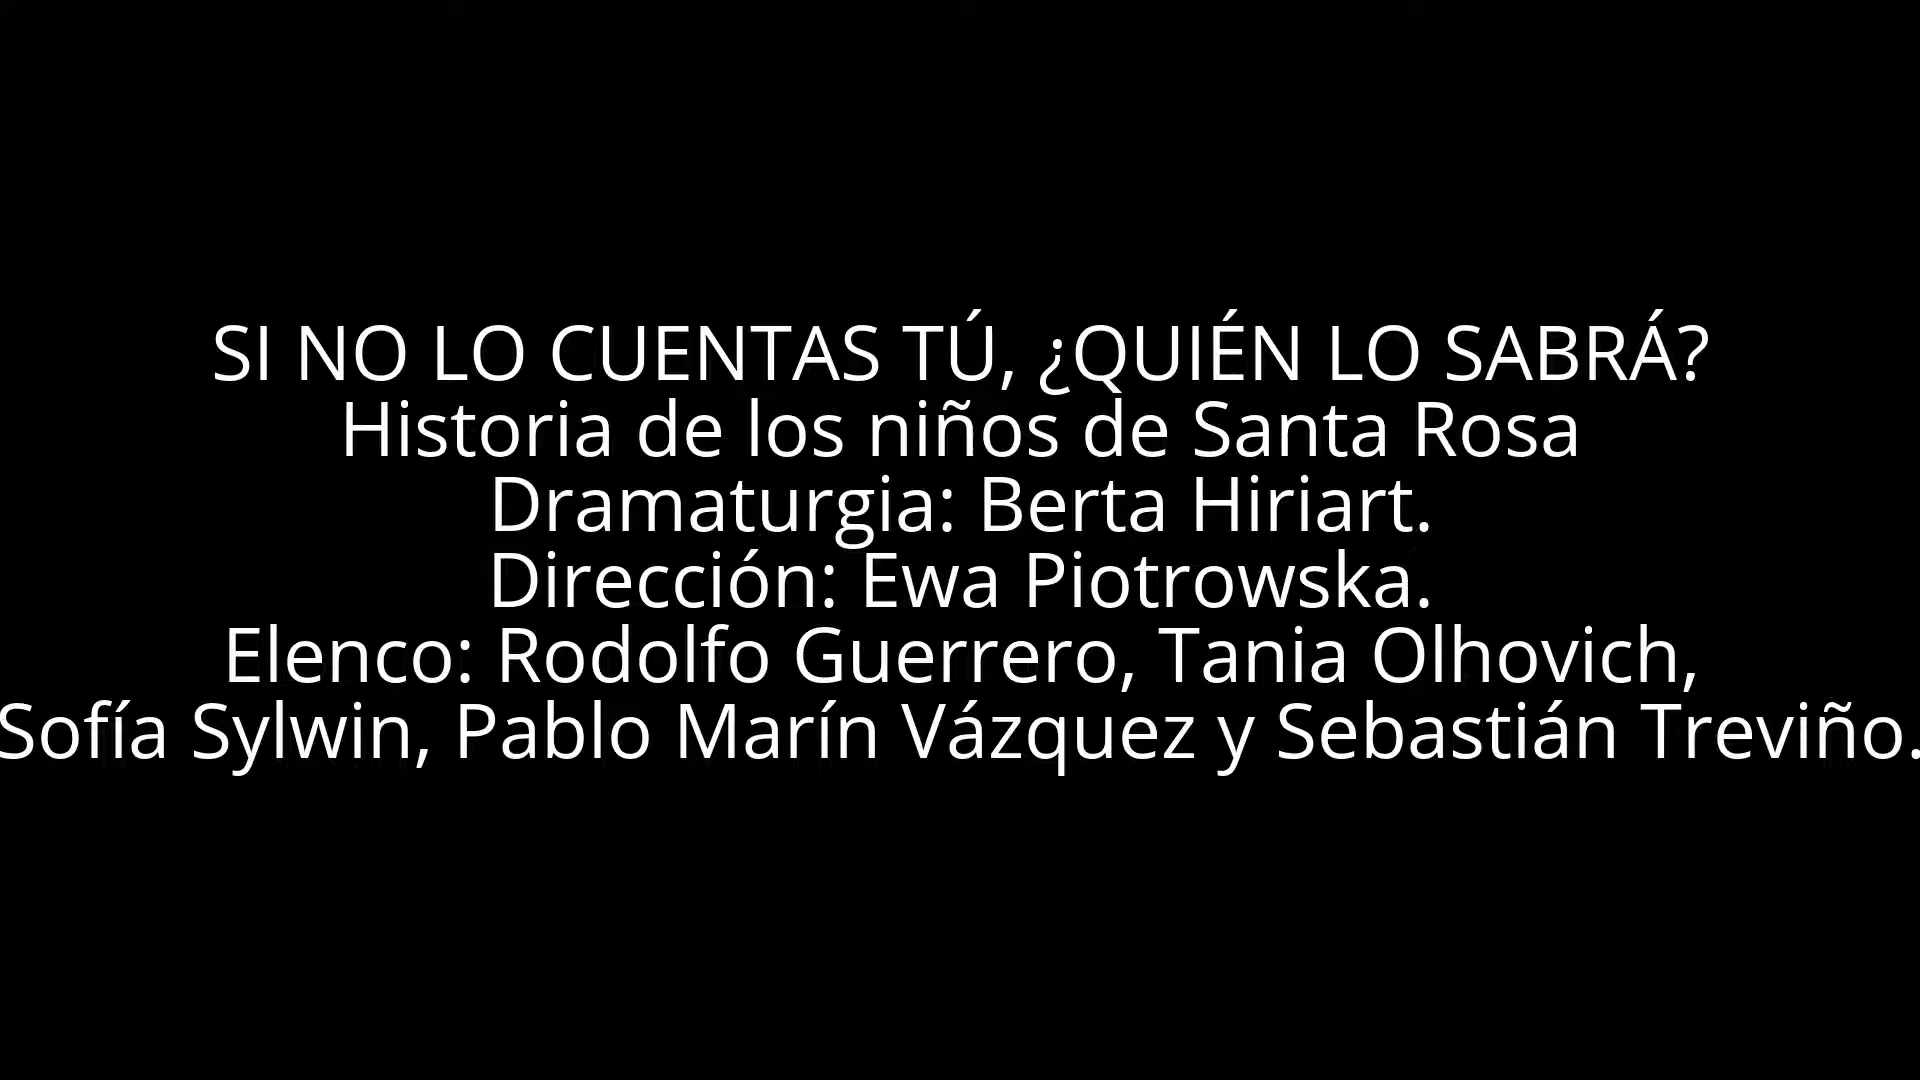 SI NO LO CUENTAS TÚ, ¿QUIÉN LO SABRÁ?
Historia de los niños de Santa Rosa
Dramaturgia: Berta Hiriart.
Dirección: Ewa Piotrowska.
Elenco: Rodolfo Guerrero, Tania Olhovich,
Sofía Sylwin, Pablo Marín Vázquez y Sebastián Treviño.